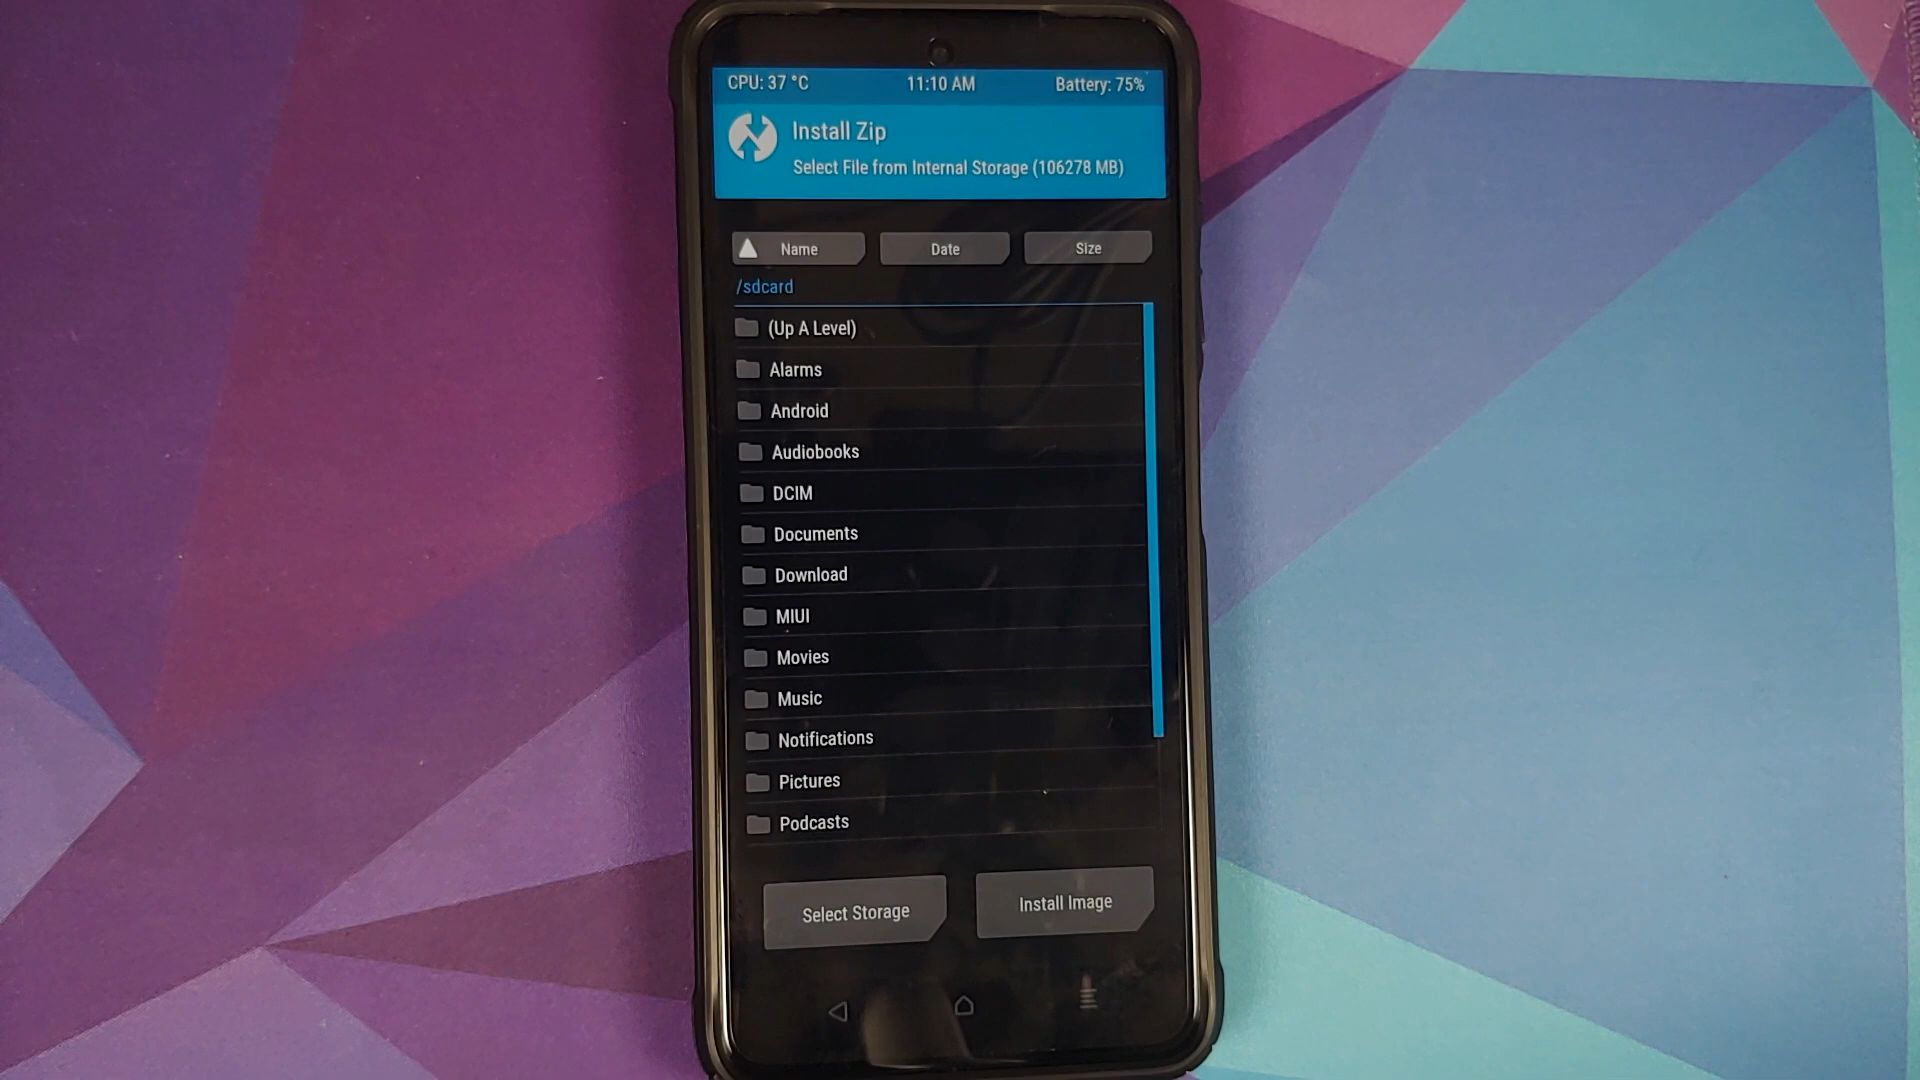 CPU: 37 °C 11:10 AM Battery: 75%
Install Zip
Select File from Internal Storage (106278 MB)
Name Date Size
/sdcard
(Up A Level)
Alarms
Android
Audiobooks
DCIM
Documents
Download
MIUI
Movies
Music
Notifications
Pictures
Podcasts
Select Storage Install Image